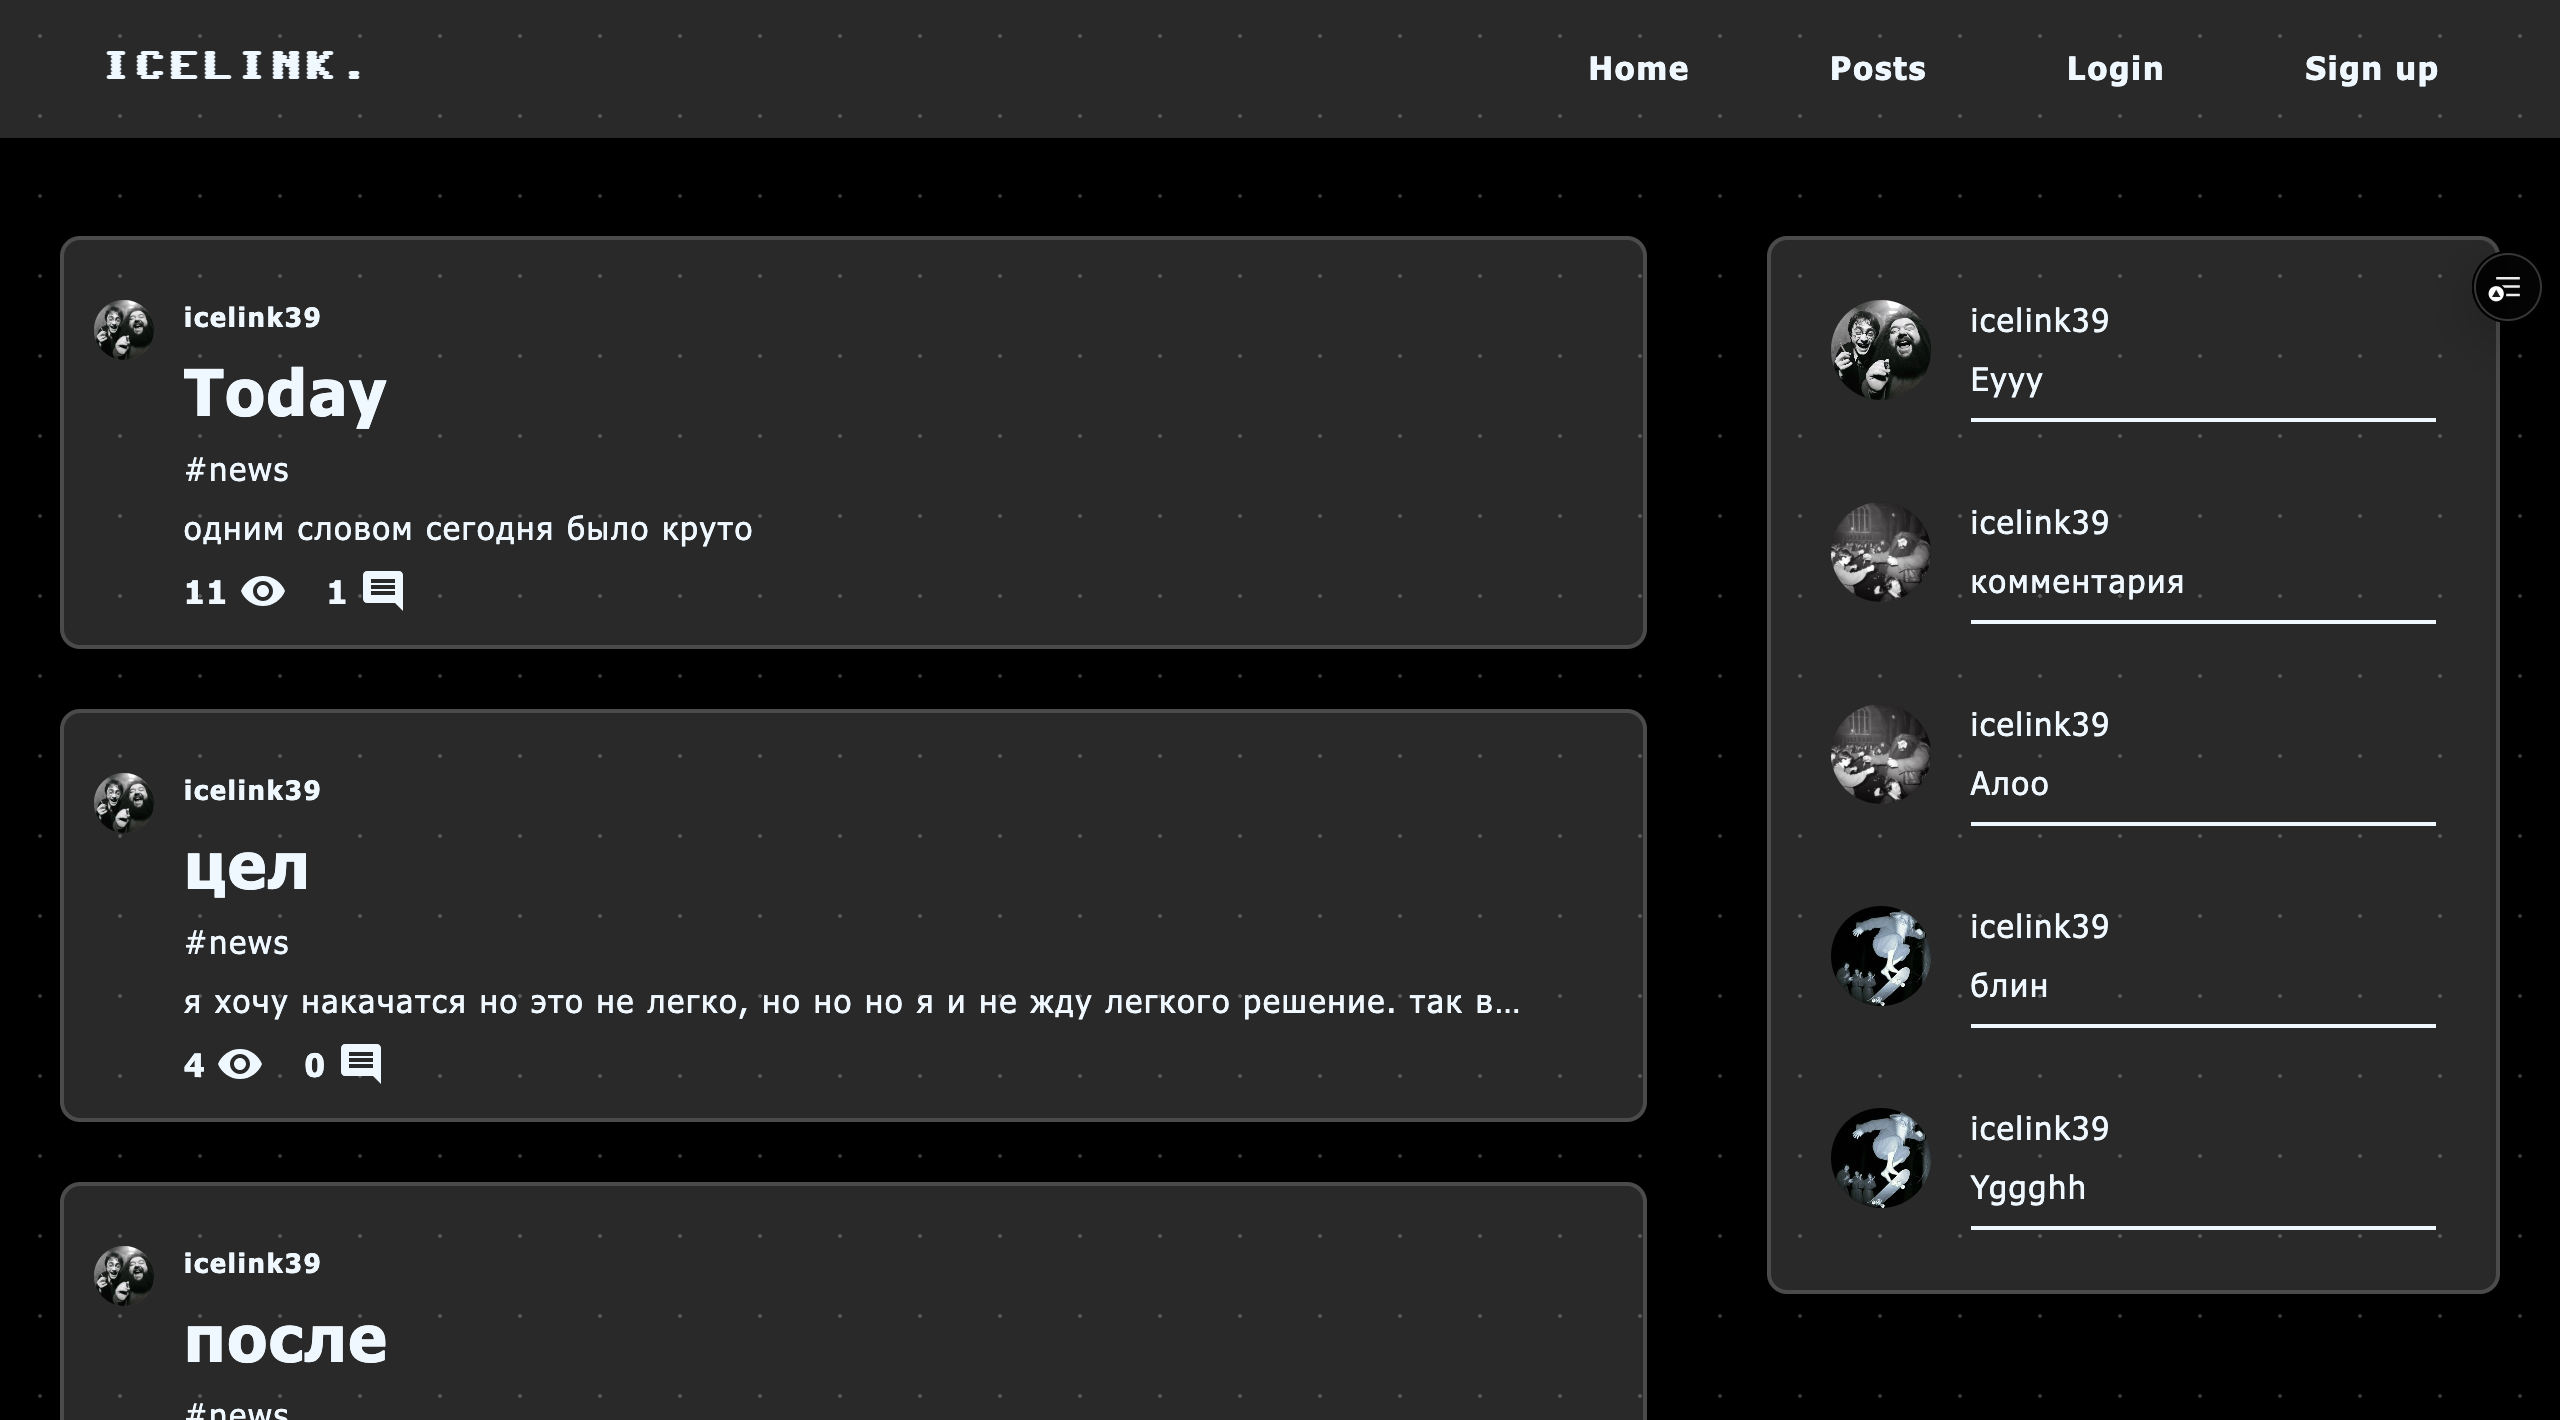 ICELINK.
Home Posts Login Sign up
icelink39
Today
#news
одним словом сегодня было круто
11 1
icelink39
цел
#news
я хочу накачатся но это не легко, но но но я и не жду легкого решение. так в...
4 0
icelink39
после
#news
icelink39
Eyyy
icelink39
комментария
icelink39
Алоо
icelink39
блин
icelink39
Yggghh